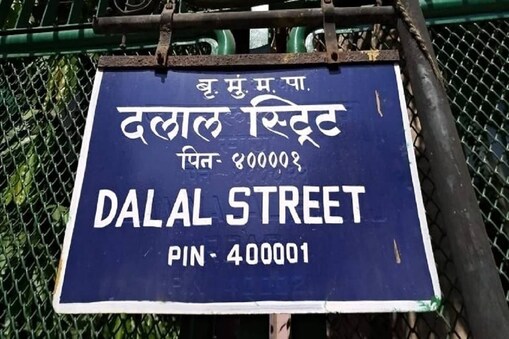 बृ. मुं. म. पा.
दलाल स्ट्रिट
पिन- ४००००१
DALAL STREET
PIN - 400001